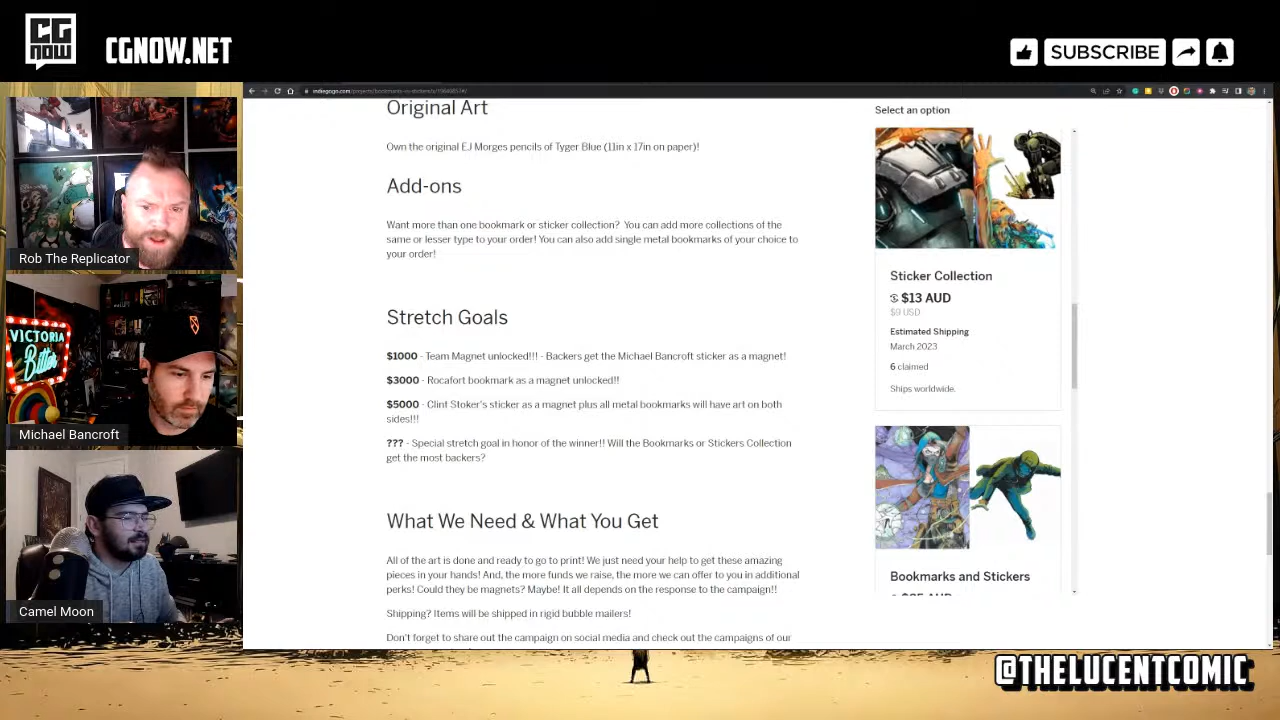 CG
NOW
CGNOW.NET
SUBSCRIBE
Original Art
Own the original EJ Morges pencils of Tyger Blue (11in x 17in on paper)!
Add-ons
Want more than one bookmark or sticker collection? You can add more collections of the
same or lesser type to your order! You can also add single metal bookmarks of your choice to
your order!
Stretch Goals
$1000 - Team Magnet unlocked!!! - Backers get the Michael Bancroft sticker as a magnet!
$3000 - Rocafort bookmark as a magnet unlocked!!
$5000 - Clint Stoker's sticker as a magnet plus all metal bookmarks will have art on both
sides!!!
??? - Special stretch goal in honor of the winner!! Will the Bookmarks or Stickers Collection
get the most backers?
What We Need & What You Get
All of the art is done and ready to go to print! We just need your help to get these amazing
pieces in your hands! And, the more funds we raise, the more we can offer to you in additional
perks! Could they be magnets? Maybe! It all depends on the response to the campaign!!
Shipping? Items will be shipped in rigid bubble mailers!
Don't forget to share out the campaign on social media and check out the campaigns of our
Select an option
Sticker Collection
$13 AUD
$9 USD
Estimated Shipping
March 2023
6 claimed
Ships worldwide.
Bookmarks and Stickers
Rob The Replicator
VICTORIA
Bitter
Michael Bancroft
Camel Moon
@THELUCENTCOMIC